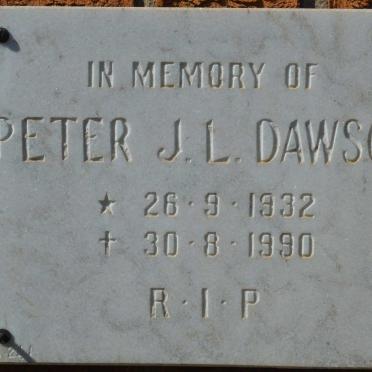 IN MEMORY OF
PETER J. L. DAWSO
★ 26·9·1932
✝ 30·8·1990
R·I·P